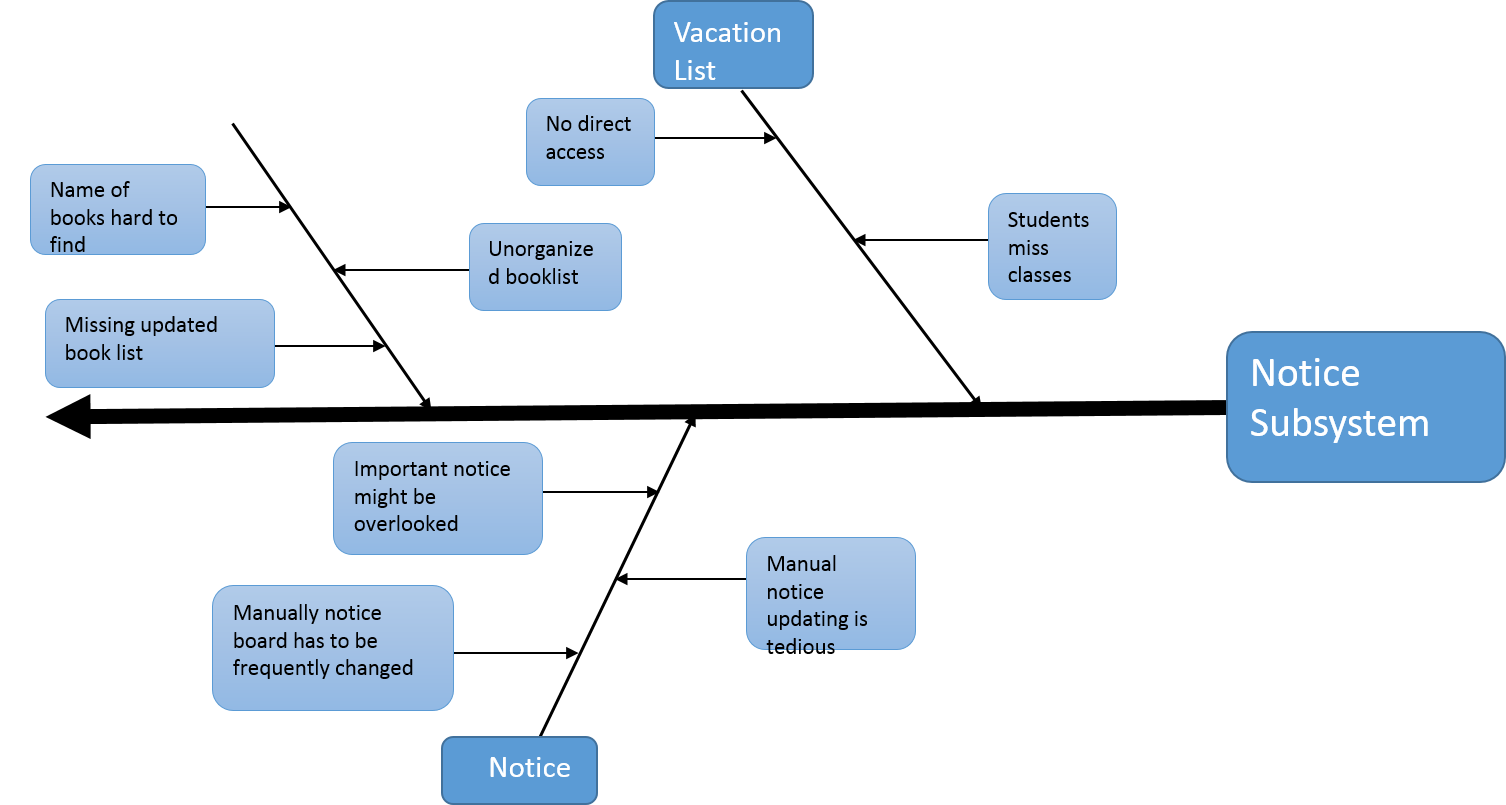 Vacation
List
No direct
access
Name of
books hard to
find
Students
miss
classes
Unorganize
d booklist
Missing updated
book list
Notice
Subsystem
Important notice
might be
overlooked
Manual
notice
updating is
tedious
Manually notice
board has to be
frequently changed
Notice